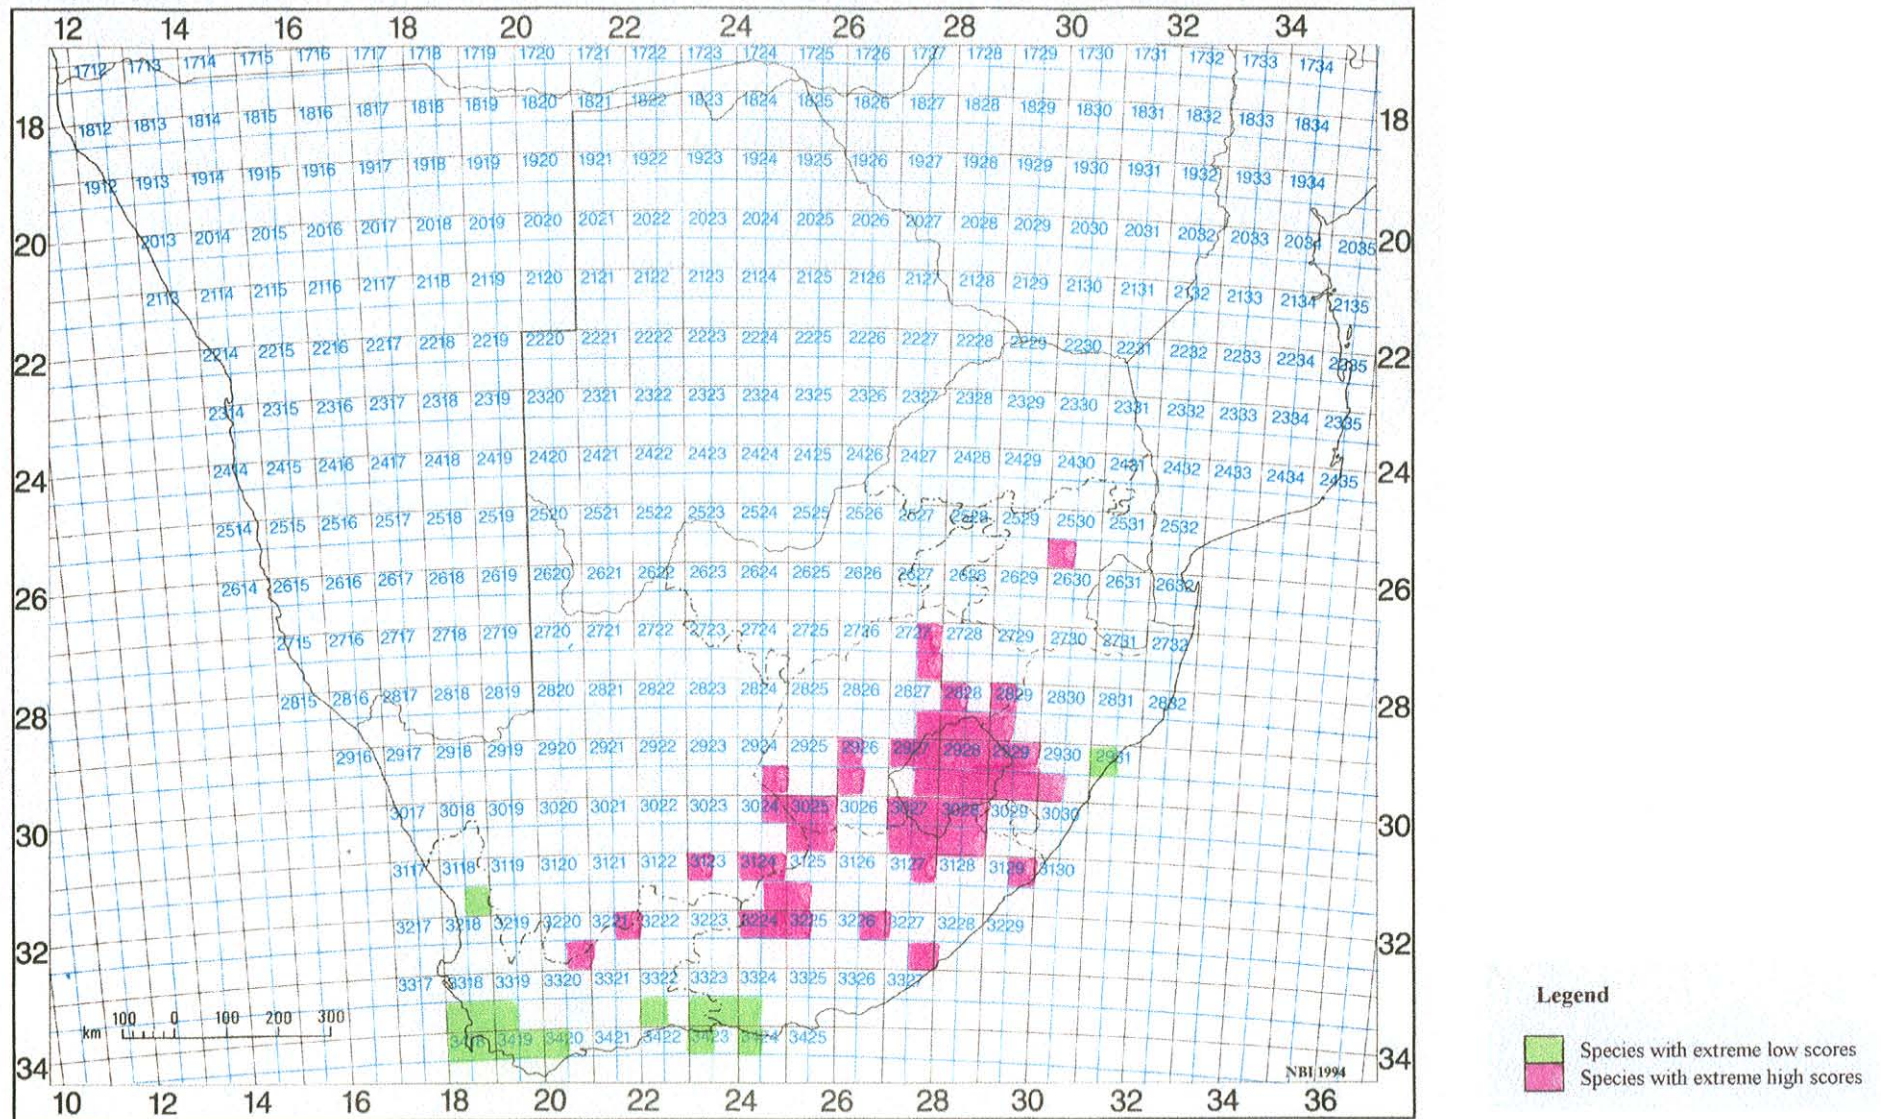 12 14 16 18 20 22 24 26 28 30 32 34
1712 1713 1714 1715 1716 1717 1718 1719 1720 1721 1722 1723 1724 1725 1726 1727 1728 1729 1730 1731 1732 1733 1734
18 1812 1813 1814 1815 1816 1817 1818 1819 1820 1821 1822 1823 1824 1825 1826 1827 1828 1829 1830 1831 1832 1833 1834 18
1912 1913 1914 1915 1916 1917 1918 1919 1920 1921 1922 1923 1924 1925 1926 1927 1928 1929 1930 1931 1932 1933 1934
20 2013 2014 2015 2016 2017 2018 2019 2020 2021 2022 2023 2024 2025 2026 2027 2028 2029 2030 2031 2032 2033 2034 2035 20
2113 2114 2115 2116 2117 2118 2119 2120 2121 2122 2123 2124 2125 2126 2127 2128 2129 2130 2131 2132 2133 2134 2135
22 2214 2215 2216 2217 2218 2219 2220 2221 2222 2223 2224 2225 2226 2227 2228 2229 2230 2231 2232 2233 2234 2235 22
2314 2315 2316 2317 2318 2319 2320 2321 2322 2323 2324 2325 2326 2327 2328 2329 2330 2331 2332 2333 2334 2335
24 2414 2415 2416 2417 2418 2419 2420 2421 2422 2423 2424 2425 2426 2427 2428 2429 2430 2431 2432 2433 2434 2435 24
2514 2515 2516 2517 2518 2519 2520 2521 2522 2523 2524 2525 2526 2527 2528 2529 2530 2531 2532
26 2614 2615 2616 2617 2618 2619 2620 2621 2622 2623 2624 2625 2626 2627 2628 2629 2630 2631 2632 26
2715 2716 2717 2718 2719 2720 2721 2722 2723 2724 2725 2726 2727 2728 2729 2730 2731 2732
28 2815 2816 2817 2818 2819 2820 2821 2822 2823 2824 2825 2826 2827 2828 2829 2830 2831 2832 28
2916 2917 2918 2919 2920 2921 2922 2923 2924 2925 2926 2927 2928 2929 2930 2931
30 3017 3018 3019 3020 3021 3022 3023 3024 3025 3026 3027 3028 3029 3030 30
3117 3118 3119 3120 3121 3122 3123 3124 3125 3126 3127 3128 3129 3130
32 3217 3218 3219 3220 3221 3222 3223 3224 3225 3226 3227 3228 3229 32
3317 3318 3319 3320 3321 3322 3323 3324 3325 3326 3327
km 100 0 100 200 300
34 3418 3419 3420 3421 3422 3423 3424 3425 34
NBI 1994
10 12 14 16 18 20 22 24 26 28 30 32 34 36
Legend
Species with extreme low scores
Species with extreme high scores